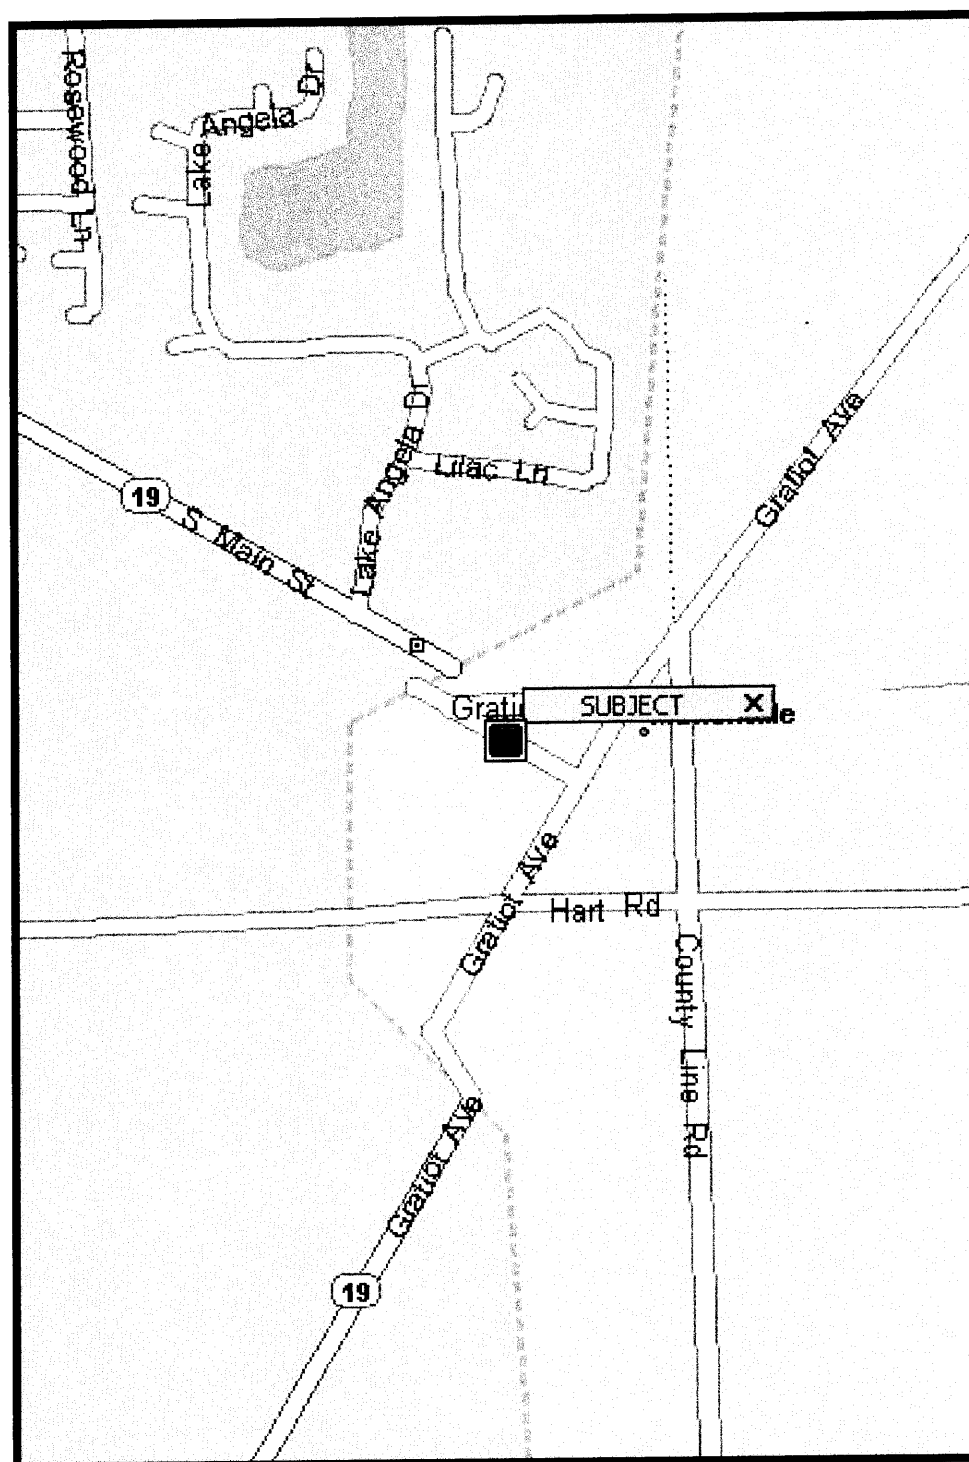 Rosewood Ln
Lake Angela Dr
Lake Angela Dr
Lilac Ln
Gratiot Ave
19
S Main St
SUBJECT X
Gratiot Ave
Hart Rd
County Line Rd
Gratiot Ave
19